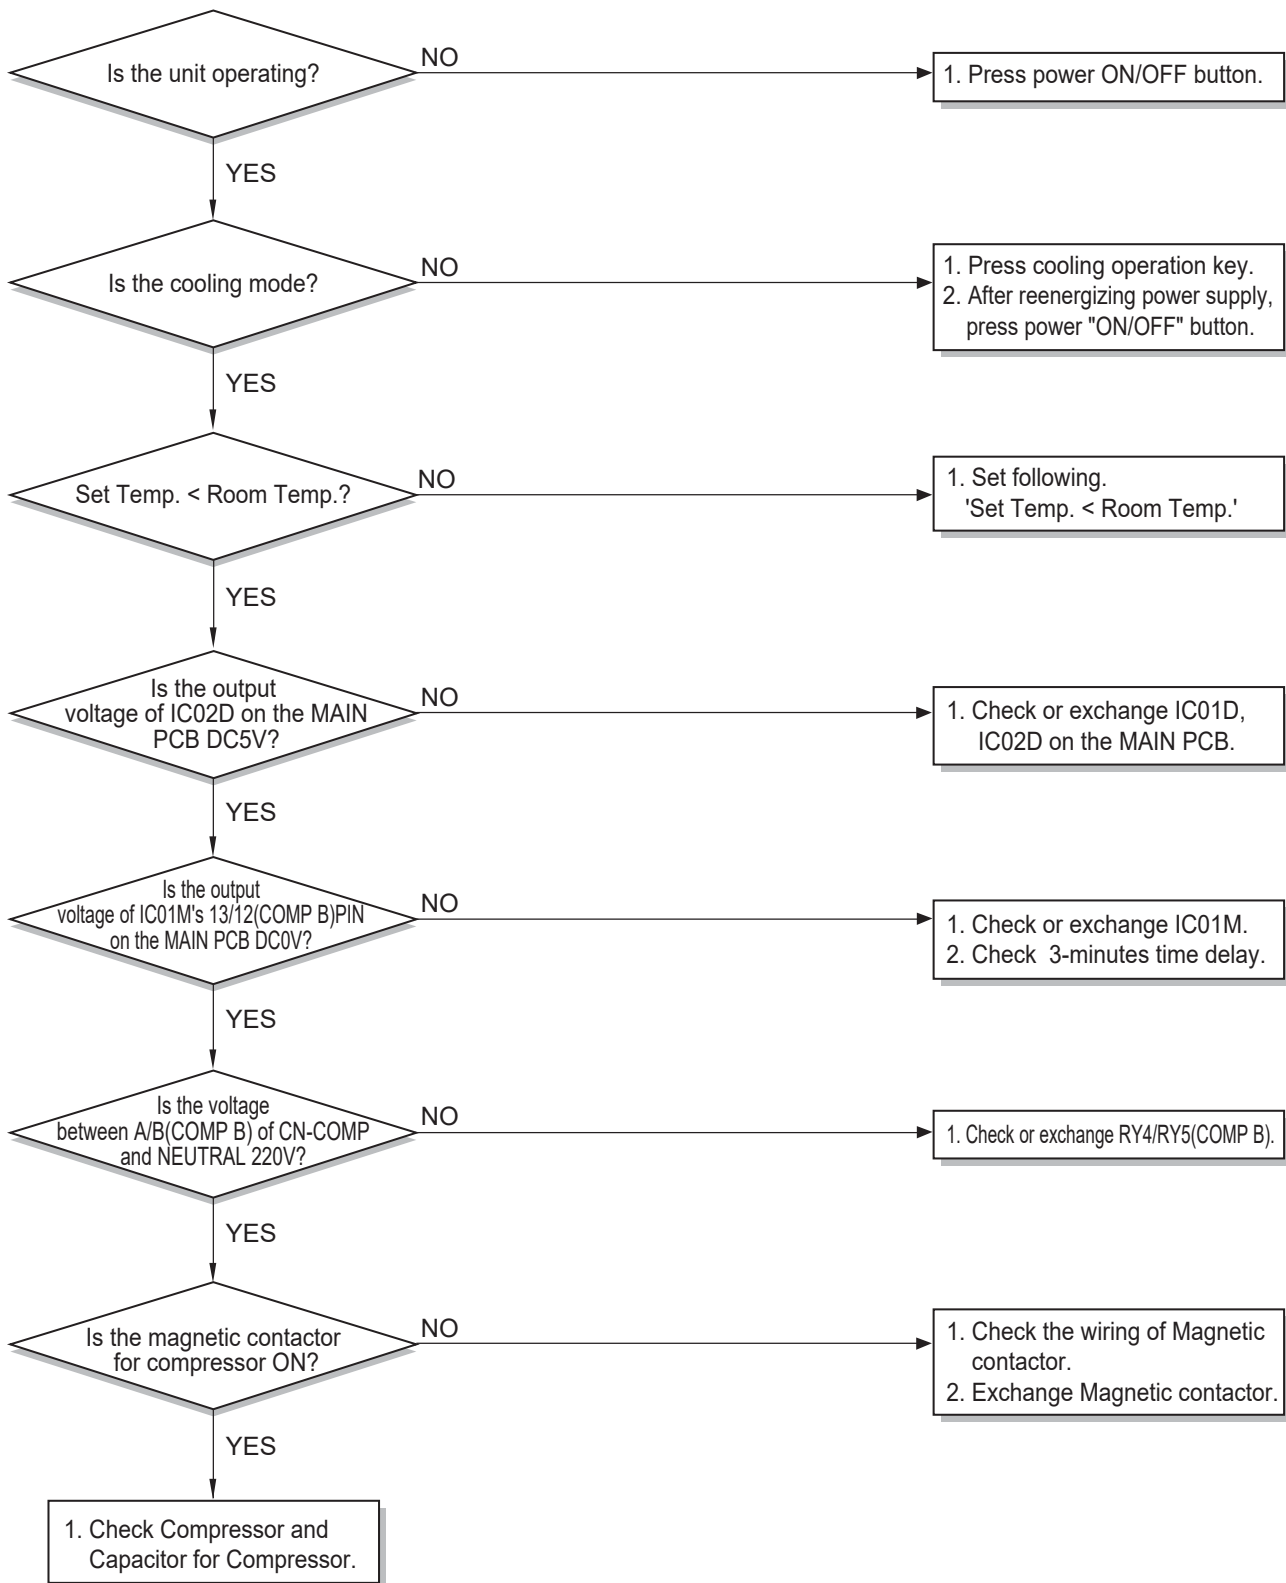 Is the unit operating?
NO
1. Press power ON/OFF button.
YES
Is the cooling mode?
NO
1. Press cooling operation key.
2. After reenergizing power supply,
press power "ON/OFF" button.
YES
Set Temp. < Room Temp.?
NO
1. Set following.
'Set Temp. < Room Temp.'
YES
Is the output
voltage of IC02D on the MAIN
PCB DC5V?
NO
1. Check or exchange IC01D,
IC02D on the MAIN PCB.
YES
Is the output
voltage of IC01M's 13/12(COMP B)PIN
on the MAIN PCB DC0V?
NO
1. Check or exchange IC01M.
2. Check 3-minutes time delay.
YES
Is the voltage
between A/B(COMP B) of CN-COMP
and NEUTRAL 220V?
NO
1. Check or exchange RY4/RY5(COMP B).
YES
Is the magnetic contactor
for compressor ON?
NO
1. Check the wiring of Magnetic
contactor.
2. Exchange Magnetic contactor.
YES
1. Check Compressor and
Capacitor for Compressor.